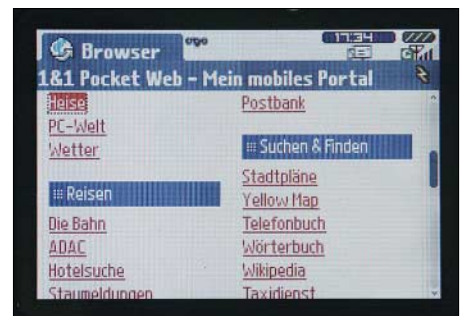 17:34
Browser
1&1 Pocket Web - Mein mobiles Portal
Heise
PC-Welt
Wetter
Reisen
Die Bahn
ADAC
Hotelsuche
Staumeldungen
Postbank
Suchen & Finden
Stadtpläne
Yellow Map
Telefonbuch
Wörterbuch
Wikipedia
Taxidienst